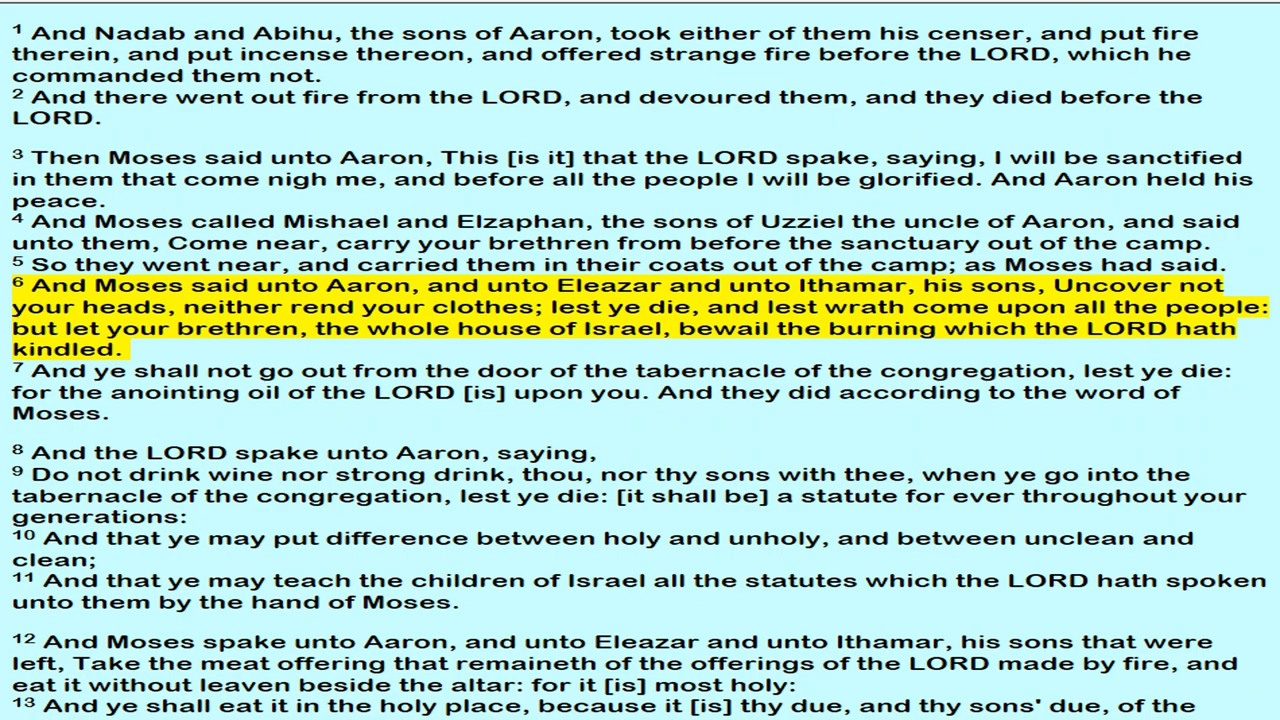 1 And Nadab and Abihu, the sons of Aaron, took either of them his censer, and put fire
therein, and put incense thereon, and offered strange fire before the LORD, which he
commanded them not.
2 And there went out fire from the LORD, and devoured them, and they died before the
LORD.
3 Then Moses said unto Aaron, This [is it] that the LORD spake, saying, I will be sanctified
in them that come nigh me, and before all the people I will be glorified. And Aaron held his
peace.
4 And Moses called Mishael and Elzaphan, the sons of Uzziel the uncle of Aaron, and said
unto them, Come near, carry your brethren from before the sanctuary out of the camp.
5 So they went near, and carried them in their coats out of the camp; as Moses had said.
6 And Moses said unto Aaron, and unto Eleazar and unto Ithamar, his sons, Uncover not
your heads, neither rend your clothes; lest ye die, and lest wrath come upon all the people:
but let your brethren, the whole house of Israel, bewail the burning which the LORD hath
kindled.
7 And ye shall not go out from the door of the tabernacle of the congregation, lest ye die:
for the anointing oil of the LORD [is] upon you. And they did according to the word of
Moses.
8 And the LORD spake unto Aaron, saying,
9 Do not drink wine nor strong drink, thou, nor thy sons with thee, when ye go into the
tabernacle of the congregation, lest ye die: [it shall be] a statute for ever throughout your
generations:
10 And that ye may put difference between holy and unholy, and between unclean and
clean;
11 And that ye may teach the children of Israel all the statutes which the LORD hath spoken
unto them by the hand of Moses.
12 And Moses spake unto Aaron, and unto Eleazar and unto Ithamar, his sons that were
left, Take the meat offering that remaineth of the offerings of the LORD made by fire, and
eat it without leaven beside the altar: for it [is] most holy:
13 And ye shall eat it in the holy place, because it [is] thy due, and thy sons' due, of the